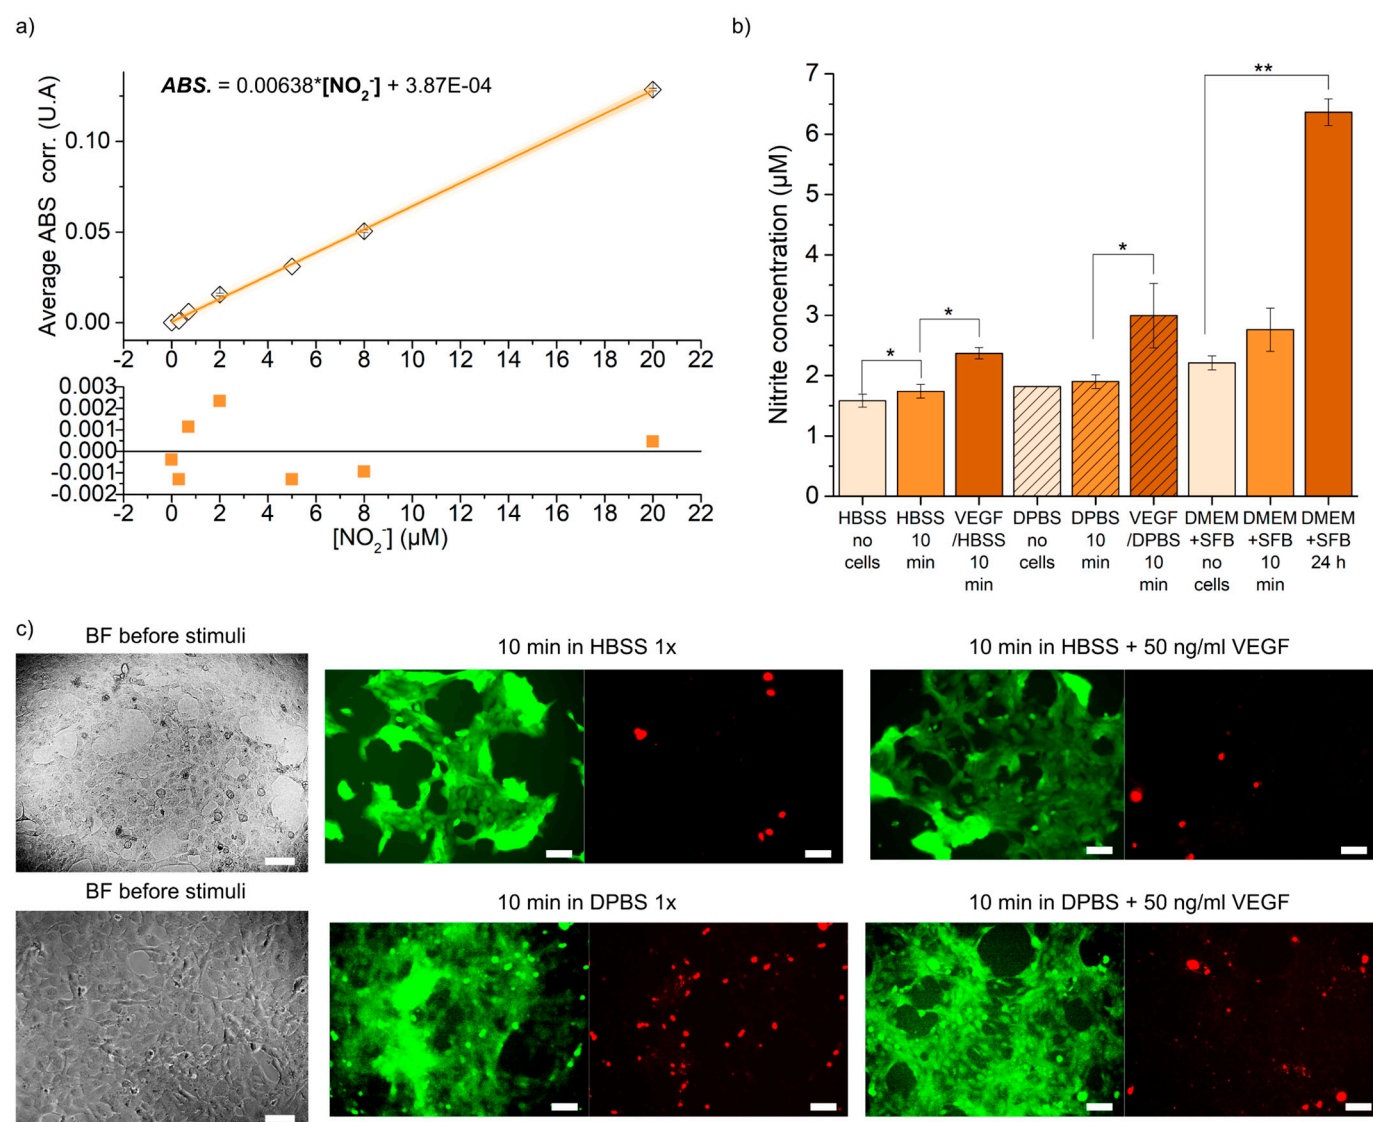 a)
ABS. = 0.00638*[NO2-] + 3.87E-04
Average ABS corr. (U.A)
0.10
0.05
0.00
-2 0 2 4 6 8 10 12 14 16 18 20 22
0.003
0.002
0.001
0.000
-0.001
-0.002
-2 0 2 4 6 8 10 12 14 16 18 20 22
[NO2-] (µM)
b)
Nitrite concentration (µM)
7
6
5
4
3
2
1
0
*
*
*
**
HBSS no cells
HBSS 10 min
VEGF /HBSS 10 min
DPBS no cells
DPBS 10 min
VEGF /DPBS 10 min
DMEM +SFB no cells
DMEM +SFB 10 min
DMEM +SFB 24 h
c)
BF before stimuli
10 min in HBSS 1x
10 min in HBSS + 50 ng/ml VEGF
BF before stimuli
10 min in DPBS 1x
10 min in DPBS + 50 ng/ml VEGF